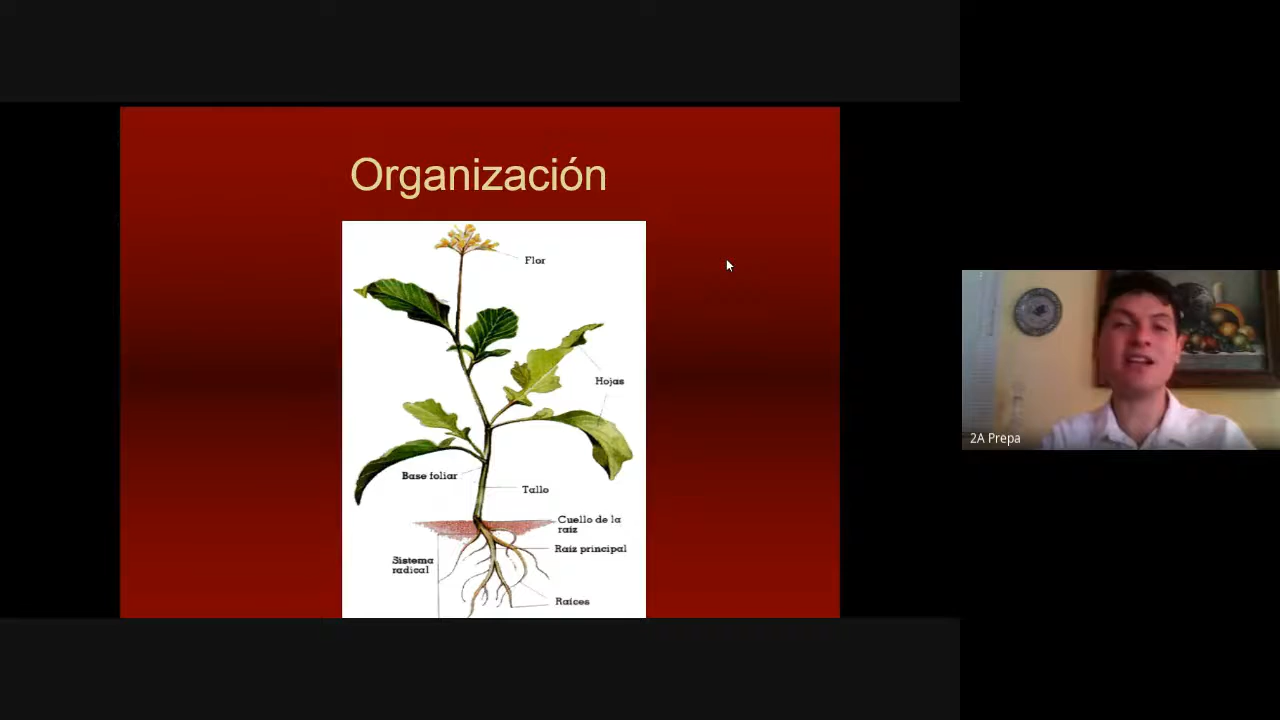 Organización
Flor
Hojas
Base foliar
Tallo
Cuello de la
raíz
Raíz principal
Sistema
radical
Raíces
2A Prepa